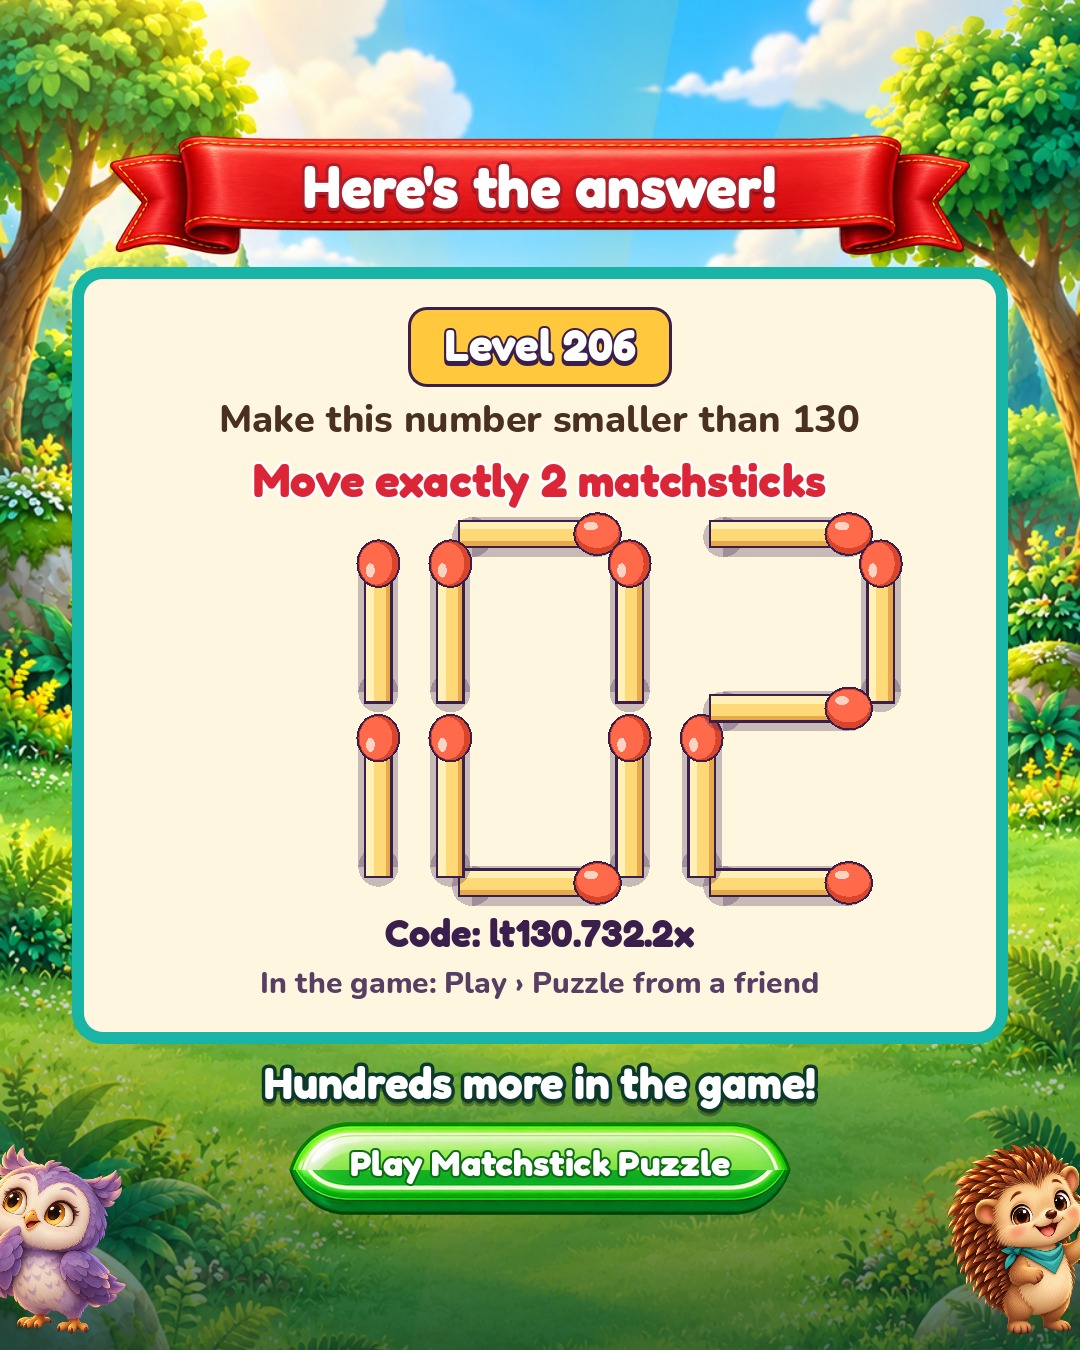 Here's the answer!
Level 206
Make this number smaller than 130
Move exactly 2 matchsticks
102
Code: lt130.732.2x
In the game: Play › Puzzle from a friend
Hundreds more in the game!
Play Matchstick Puzzle